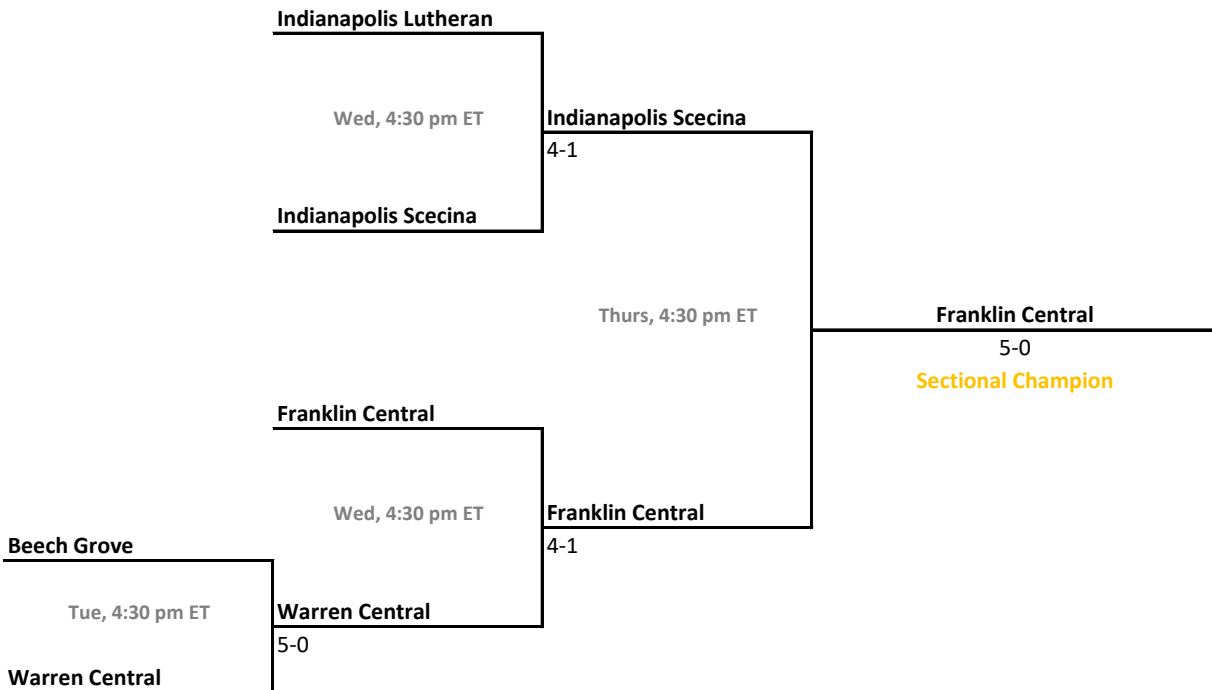 Indianapolis Lutheran
Wed, 4:30 pm ET
Indianapolis Scecina
4-1
Indianapolis Scecina
Thurs, 4:30 pm ET
Franklin Central
5-0
Sectional Champion
Franklin Central
Wed, 4:30 pm ET
Franklin Central
4-1
Beech Grove
Tue, 4:30 pm ET
Warren Central
5-0
Warren Central